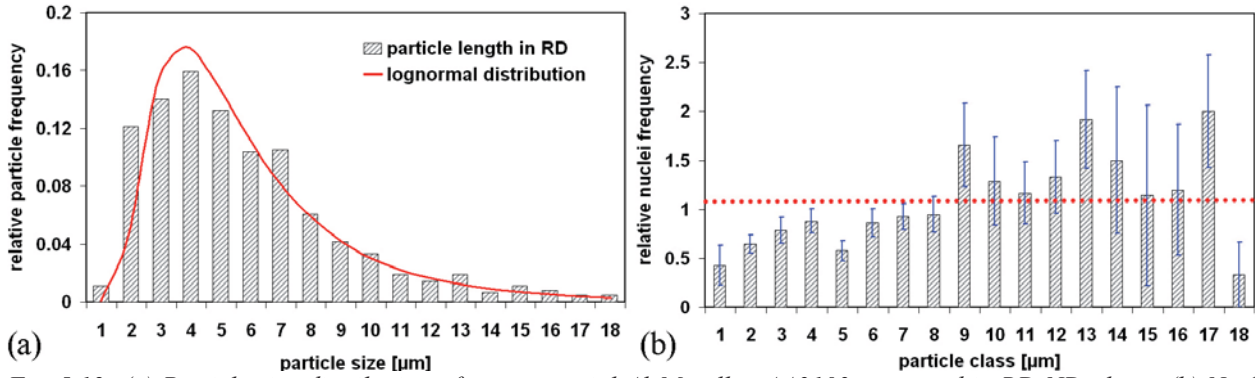 0.2
0.16
0.12
0.08
0.04
0
relative particle frequency
particle length in RD
lognormal distribution
1 2 3 4 5 6 7 8 9 10 11 12 13 14 15 16 17 18
particle size [µm]
(a)
3
2.5
2
1.5
1
0.5
0
relative nuclei frequency
1 2 3 4 5 6 7 8 9 10 11 12 13 14 15 16 17 18
particle class [µm]
(b)